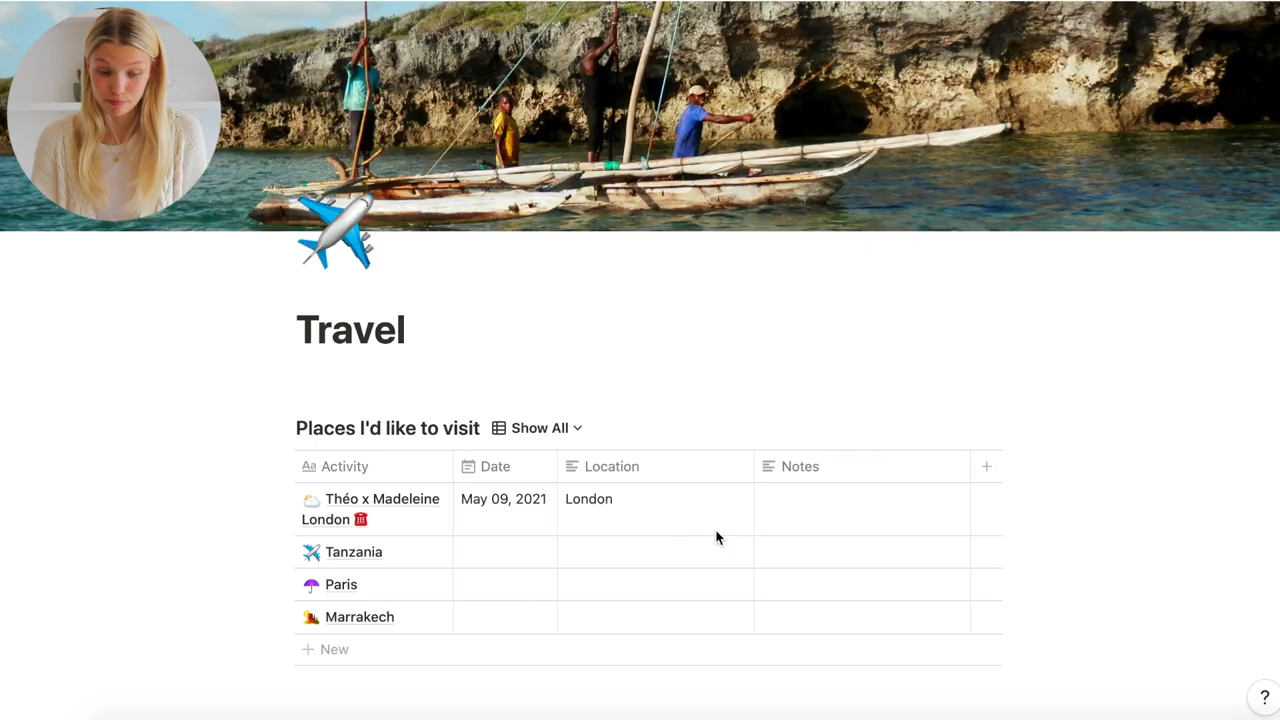 Travel
Places I'd like to visit Show All
Aa Activity Date Location Notes +
Théo x Madeleine May 09, 2021 London
London
Tanzania
Paris
Marrakech
+ New
?